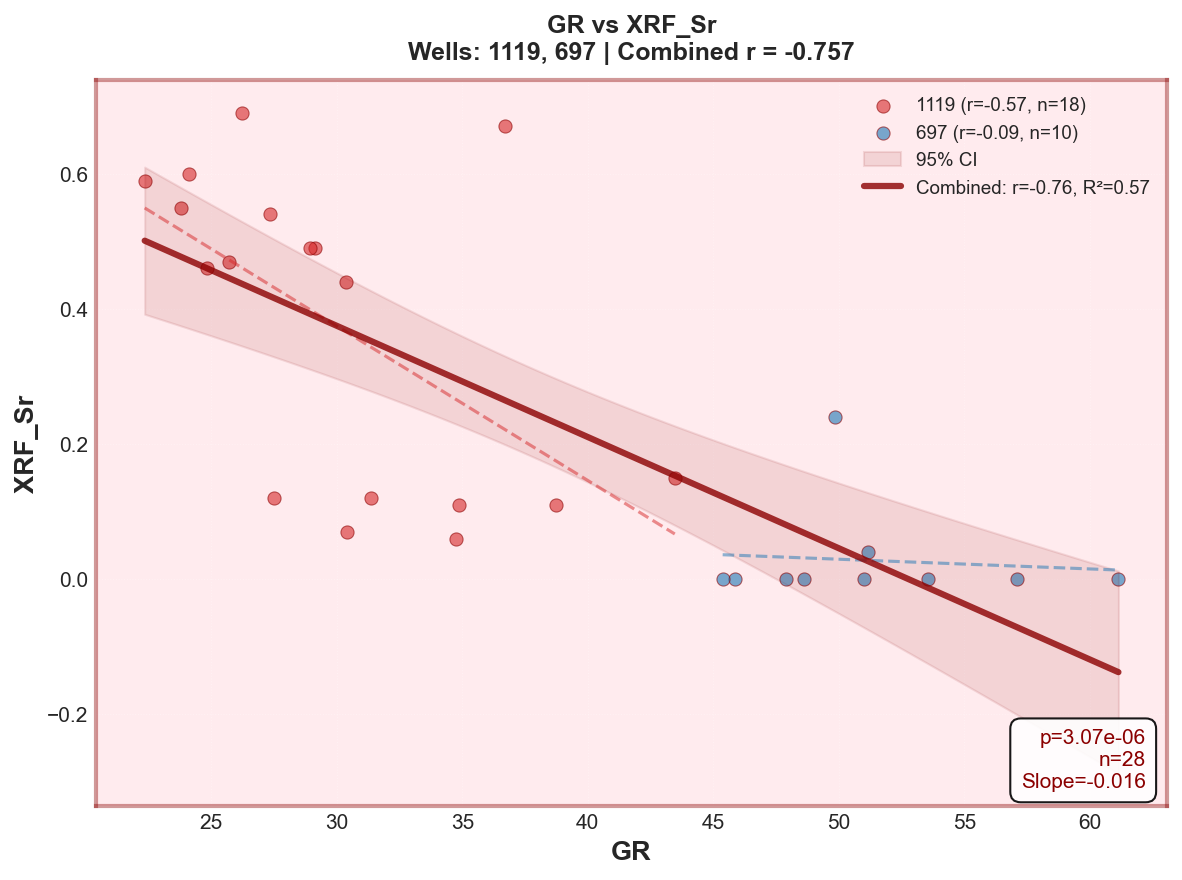 GR vs XRF_Sr
Wells: 1119, 697 | Combined r = -0.757
1119 (r=-0.57, n=18)
697 (r=-0.09, n=10)
95% CI
Combined: r=-0.76, R²=0.57
XRF_Sr
0.6
0.4
0.2
0.0
−0.2
p=3.07e-06
n=28
Slope=-0.016
25 30 35 40 45 50 55 60
GR